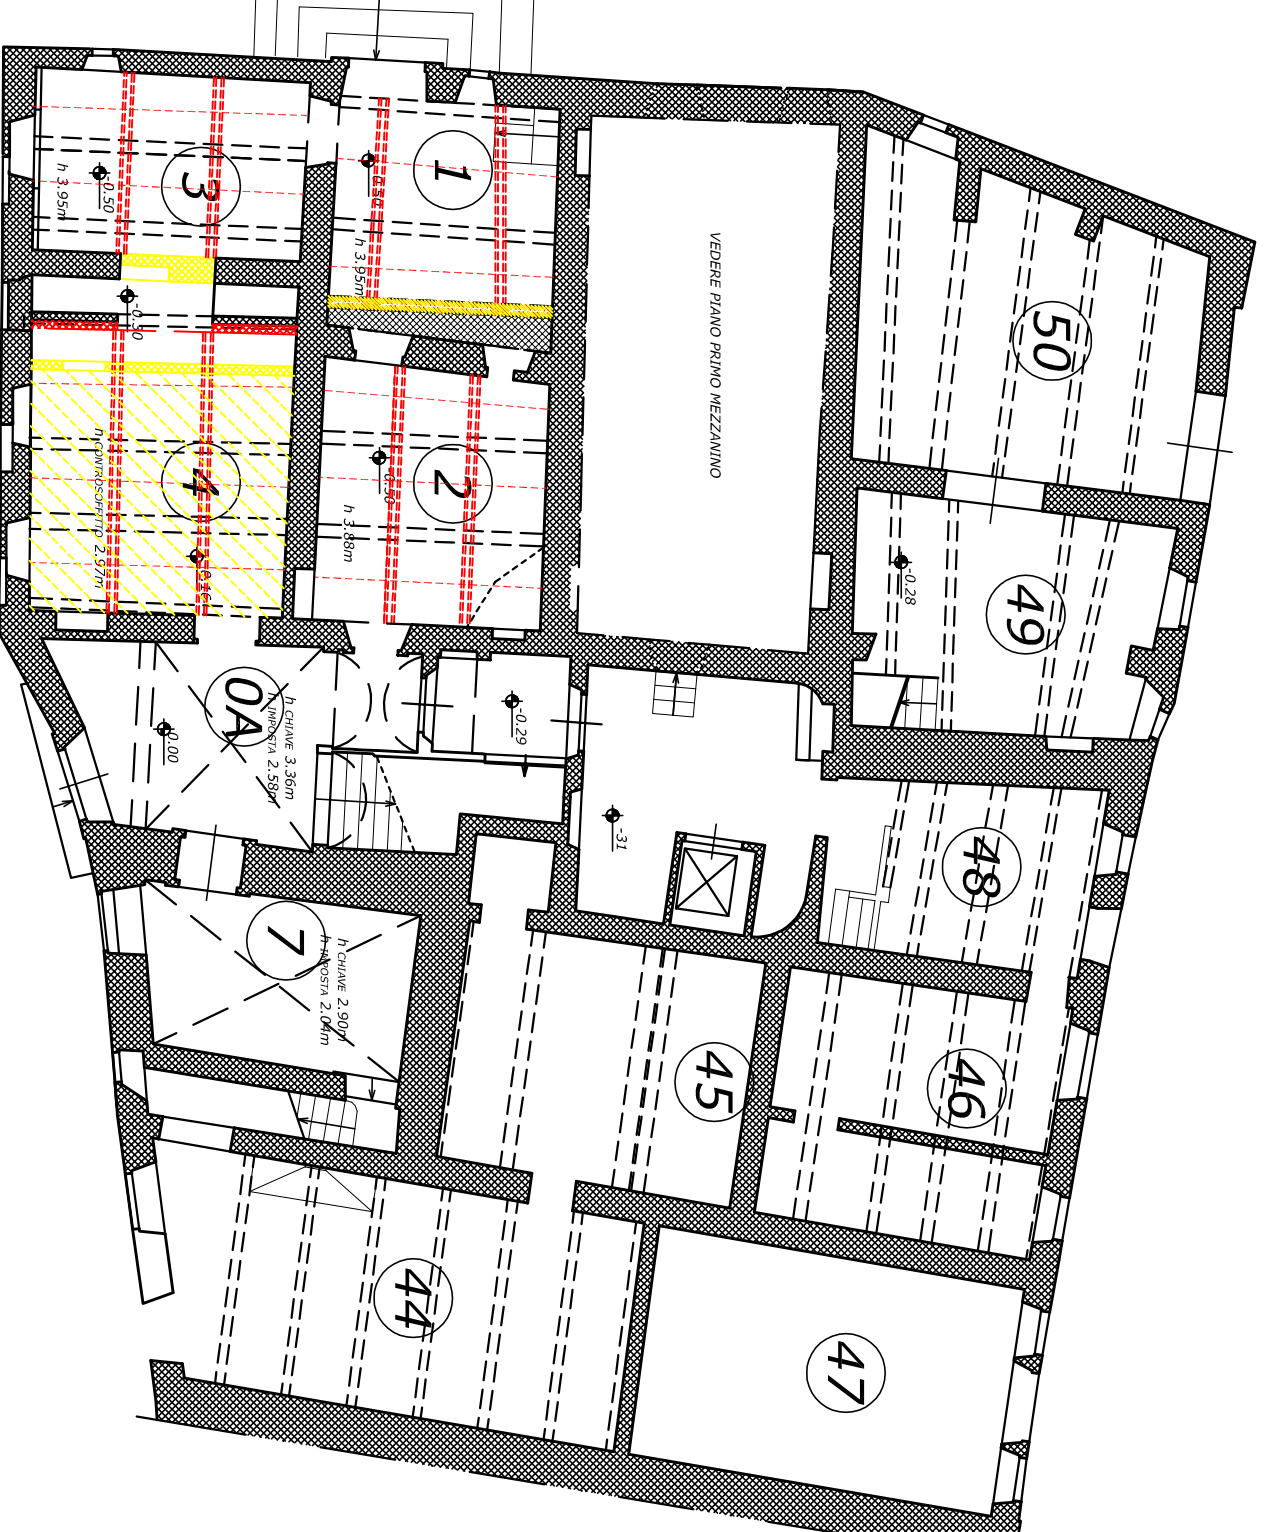 1
-0.50
h 3.95m
3
-0.50
h 3.95m
-0.30
VEDERE PIANO PRIMO MEZZANINO
50
2
-0.50
h 3.88m
4
h CONTROSOFFITTO 2.97m
49
-0.28
0A
h CHIAVE 3.36m
h IMPOSTA 2.58m
0.00
-0.29
-31
48
7
h CHIAVE 2.90m
h IMPOSTA 2.04m
45
46
44
47